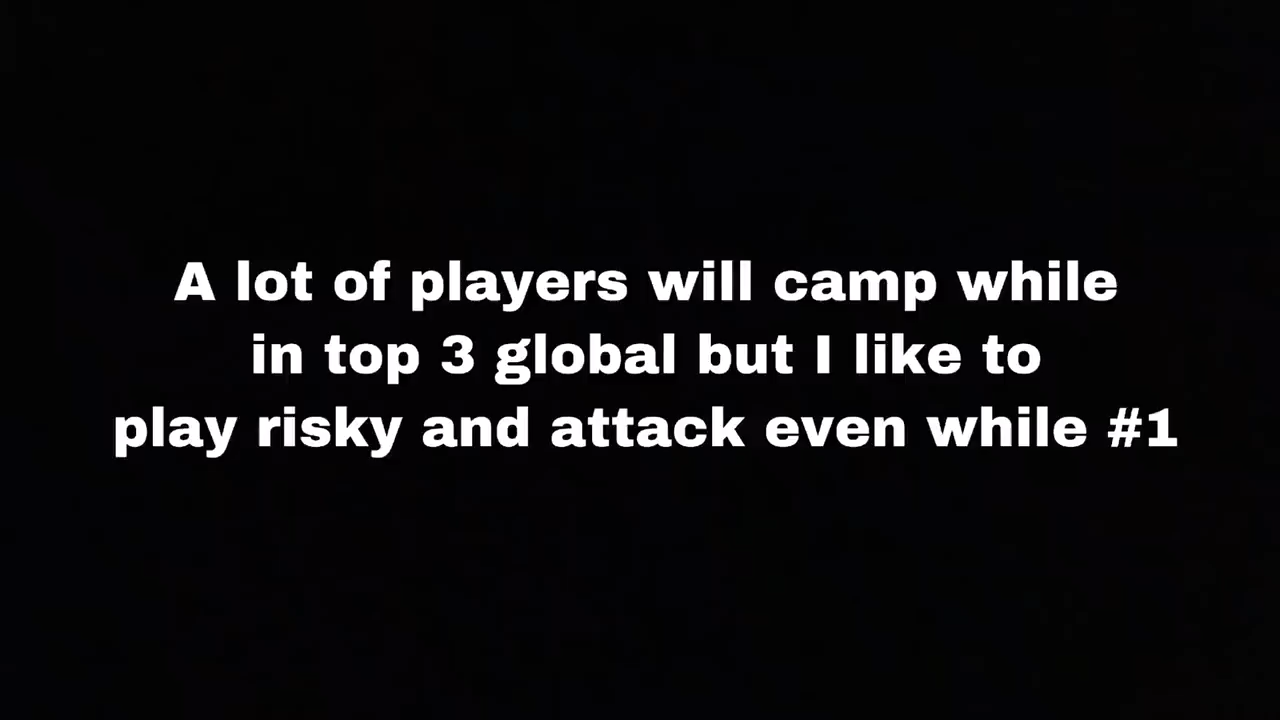 A lot of players will camp while
in top 3 global but I like to
play risky and attack even while #1